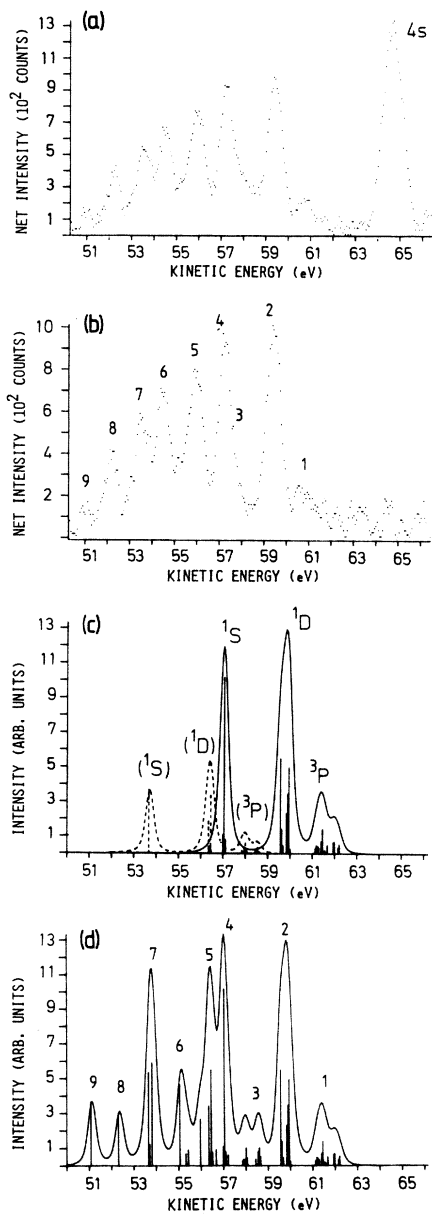 (a)
4s
13
11
9
7
5
3
1
NET INTENSITY (10² COUNTS)
51 53 55 57 59 61 63 65
KINETIC ENERGY (eV)
(b)
10
8
6
4
2
NET INTENSITY (10² COUNTS)
9 8 7 6 5 4 3 2 1
51 53 55 57 59 61 63 65
KINETIC ENERGY (eV)
(c)
13
11
9
7
5
3
1
INTENSITY (ARB. UNITS)
(¹S) (¹D) ¹S (³P) ¹D ³P
51 53 55 57 59 61 63 65
KINETIC ENERGY (eV)
(d)
13
11
9
7
5
3
1
INTENSITY (ARB. UNITS)
9 8 7 6 5 4 3 2 1
51 53 55 57 59 61 63 65
KINETIC ENERGY (eV)